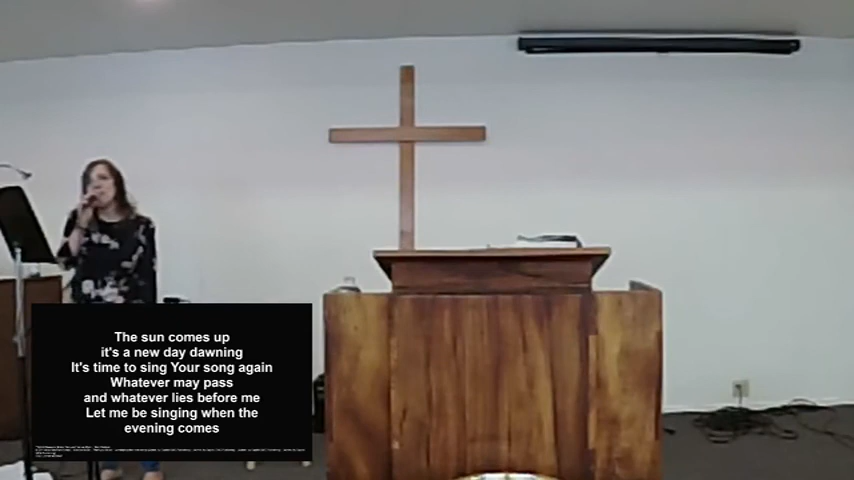 The sun comes up
it's a new day dawning
It's time to sing Your song again
Whatever may pass
and whatever lies before me
Let me be singing when the
evening comes